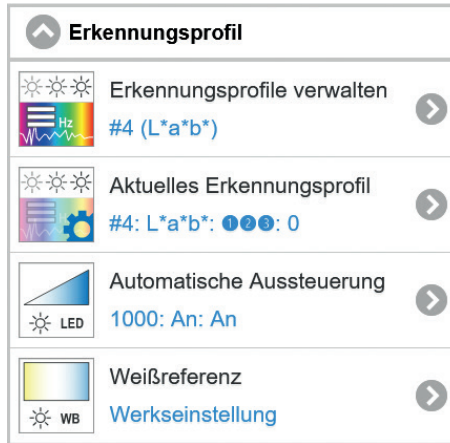 Erkennungsprofil
Hz
Erkennungsprofile verwalten
#4 (L*a*b*)
Aktuelles Erkennungsprofil
#4: L*a*b*: ❶❷❸: 0
LED
Automatische Aussteuerung
1000: An: An
WB
Weißreferenz
Werkseinstellung